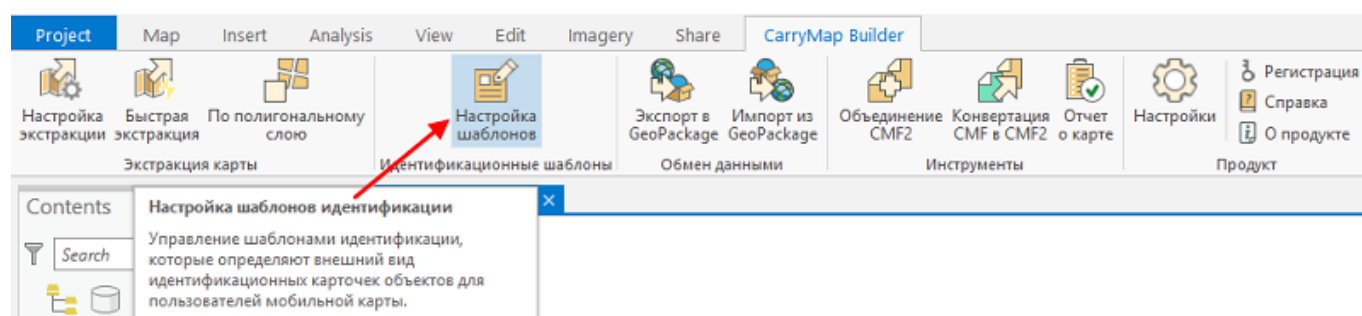 Project Map Insert Analysis View Edit Imagery Share CarryMap Builder
Настройка экстракции
Быстрая экстракция
По полигональному слою
Настройка шаблонов
Экспорт в GeoPackage
Импорт из GeoPackage
Объединение CMF2
Конвертация CMF в CMF2
Отчет о карте
Настройки
Регистрация
Справка
О продукте
Экстракция карты
Идентификационные шаблоны
Обмен данными
Инструменты
Продукт
Contents
Search
Настройка шаблонов идентификации
Управление шаблонами идентификации,
которые определяют внешний вид
идентификационных карточек объектов для
пользователей мобильной карты.